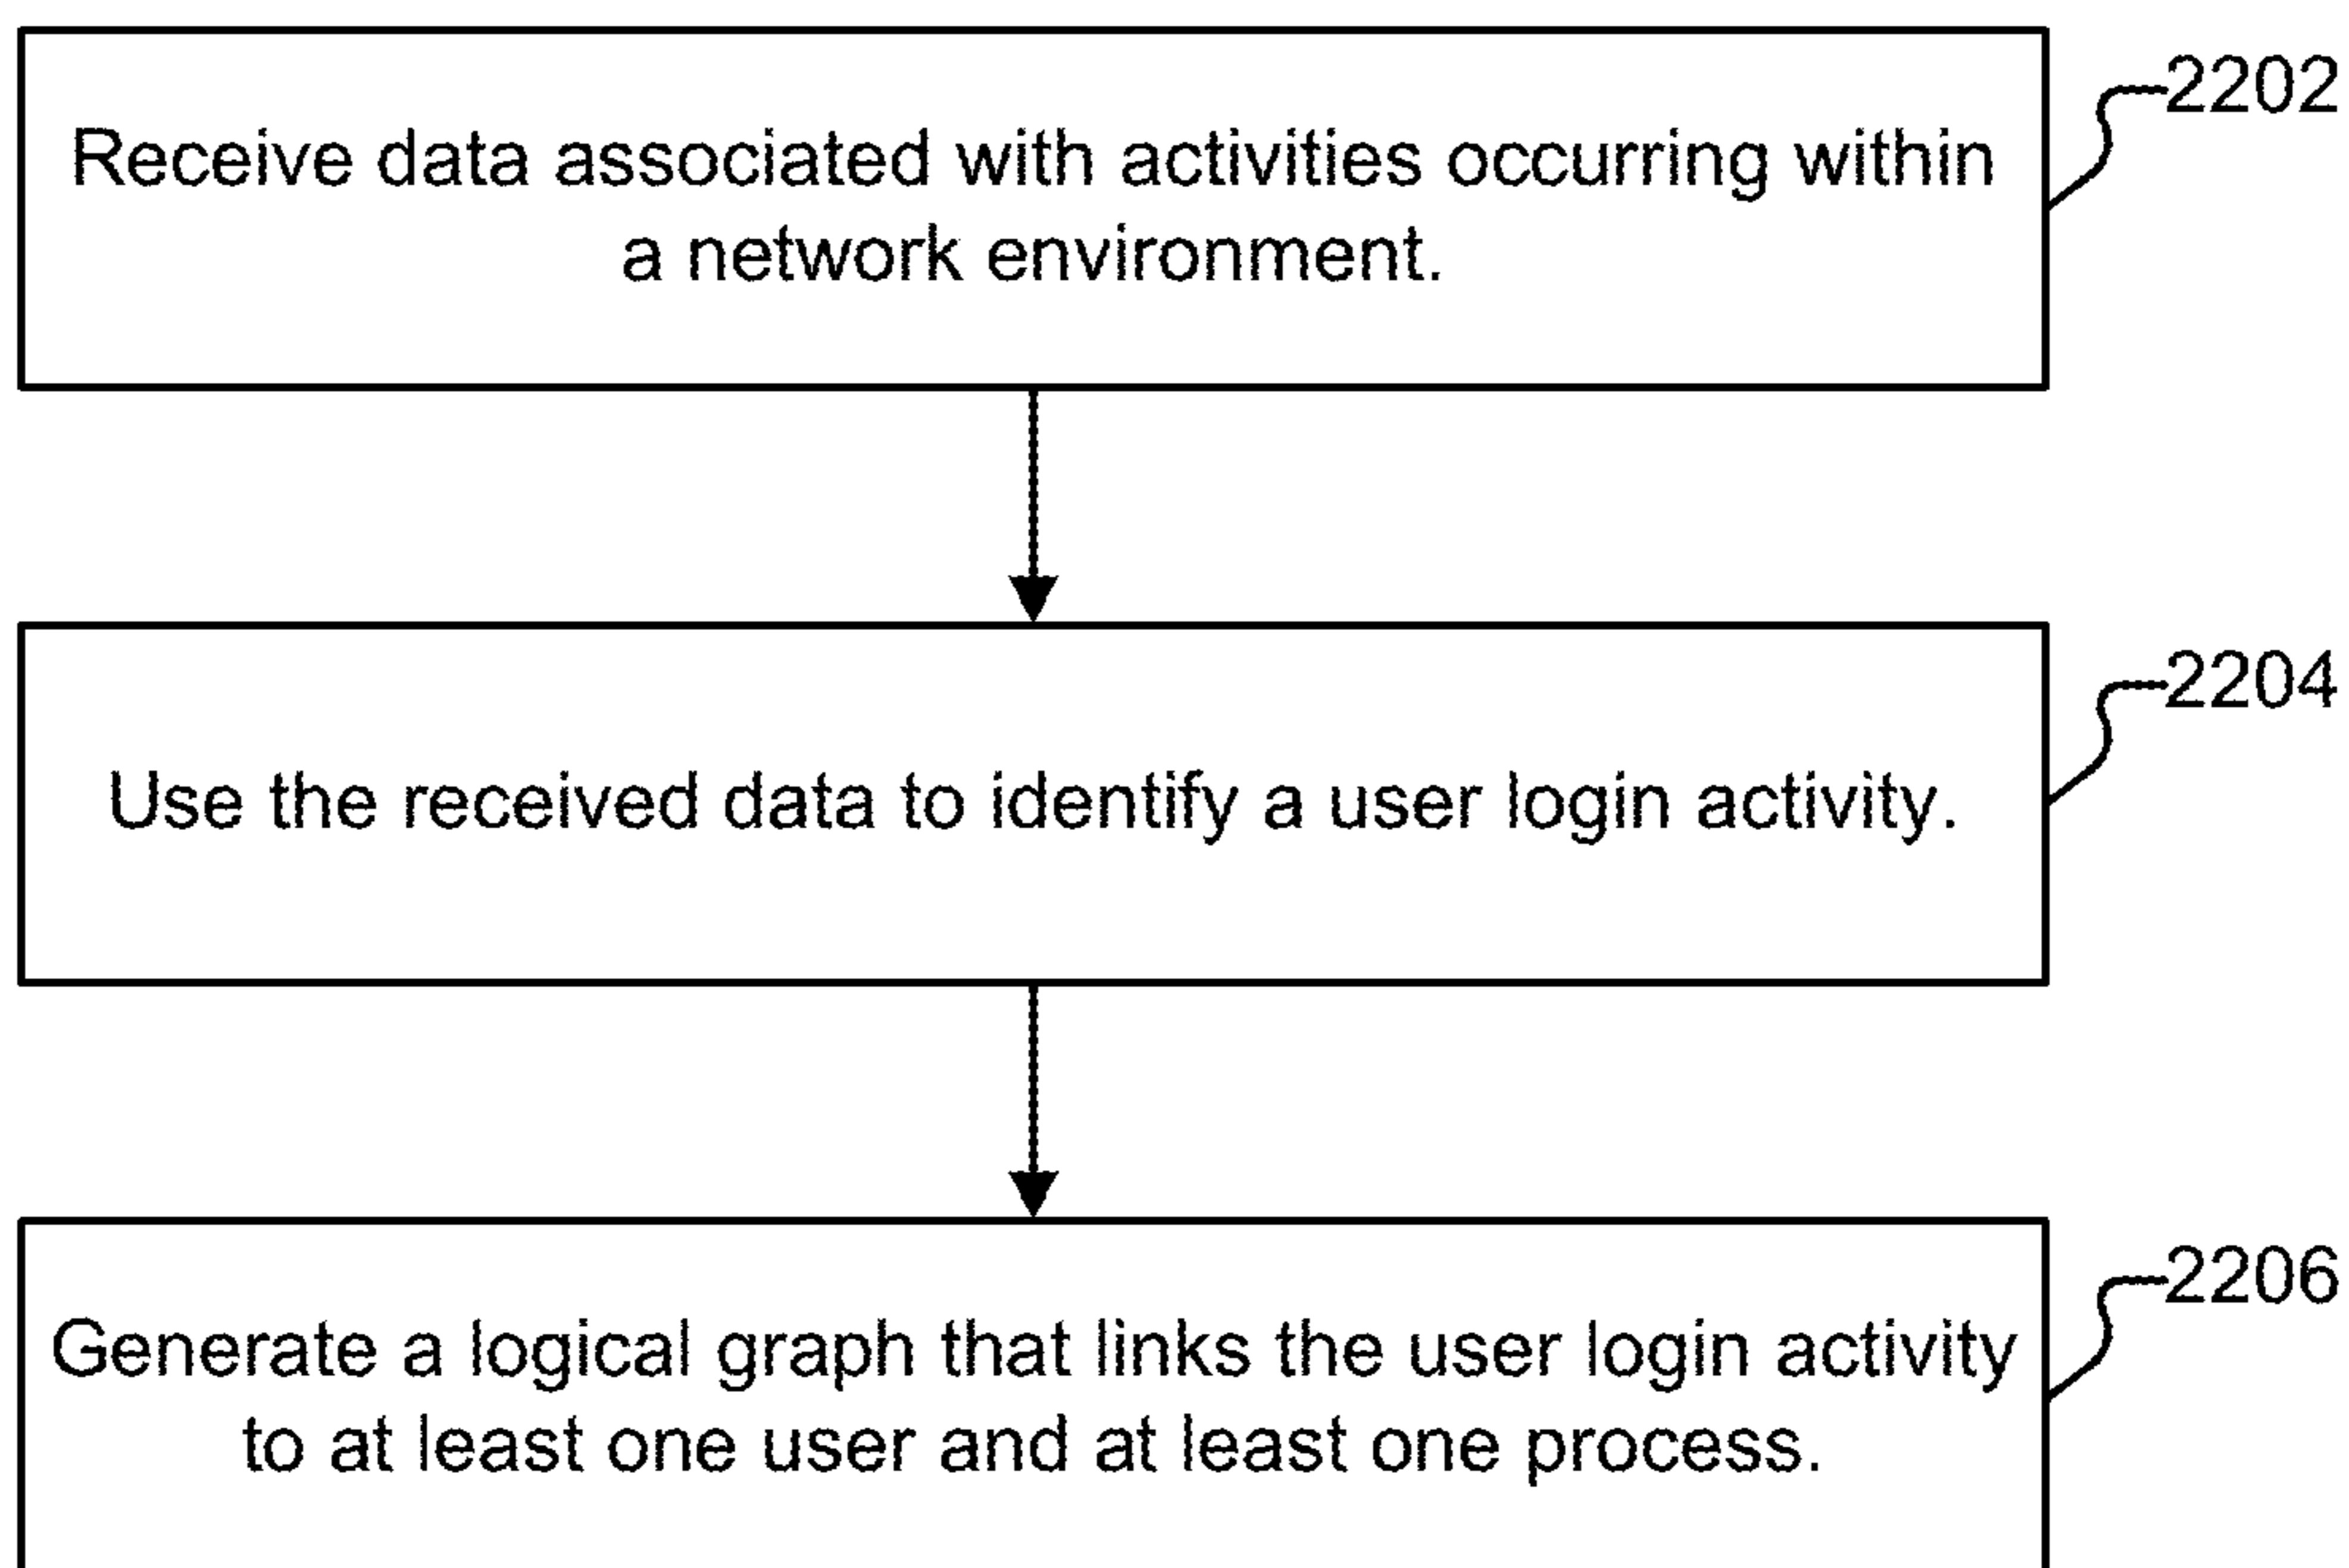 2202
Receive data associated with activities occurring within
a network environment.
2204
Use the received data to identify a user login activity.
2206
Generate a logical graph that links the user login activity
to at least one user and at least one process.